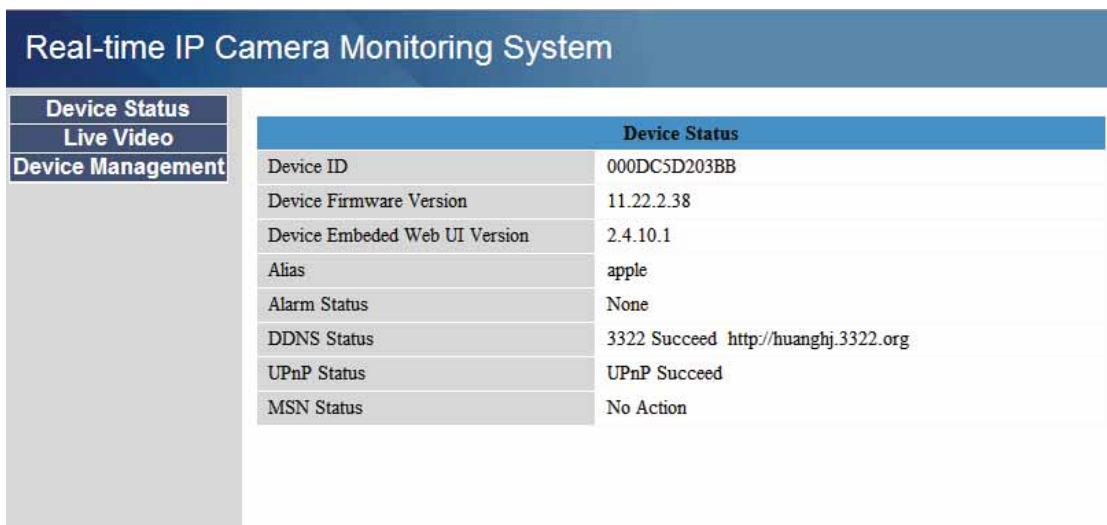 Real-time IP Camera Monitoring System
Device Status
Live Video
Device Management
Device Status
Device ID 000DC5D203BB
Device Firmware Version 11.22.2.38
Device Embeded Web UI Version 2.4.10.1
Alias apple
Alarm Status None
DDNS Status 3322 Succeed http://huanghj.3322.org
UPnP Status UPnP Succeed
MSN Status No Action